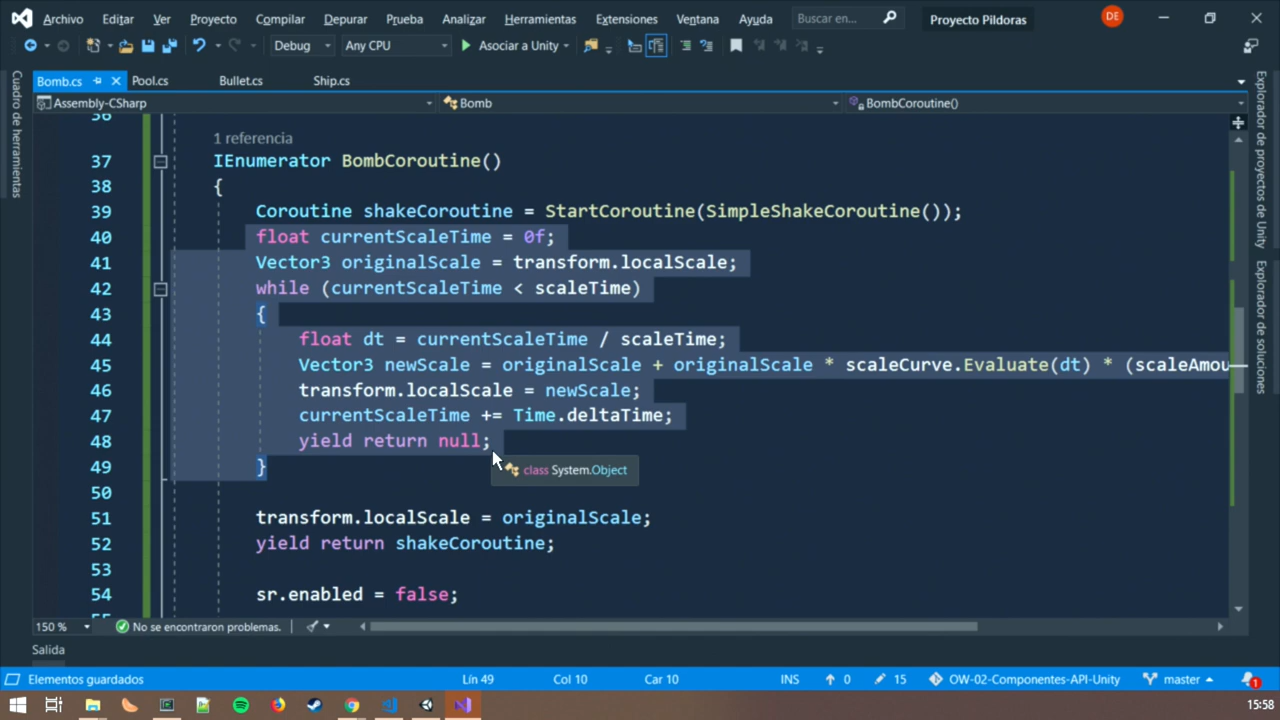 Archivo Editar Ver Proyecto Compilar Depurar Prueba Analizar Herramientas Extensiones Ventana Ayuda Buscar en... Proyecto Pildoras DE
Debug Any CPU Asociar a Unity
Bomb.cs Pool.cs Bullet.cs Ship.cs
Assembly-CSharp Bomb BombCoroutine()
Cuadro de herramientas
Explorador de proyectos de Unity
Explorador de soluciones
36
1 referencia
37 IEnumerator BombCoroutine()
38 {
39 Coroutine shakeCoroutine = StartCoroutine(SimpleShakeCoroutine());
40 float currentScaleTime = 0f;
41 Vector3 originalScale = transform.localScale;
42 while (currentScaleTime < scaleTime)
43 {
44 float dt = currentScaleTime / scaleTime;
45 Vector3 newScale = originalScale + originalScale * scaleCurve.Evaluate(dt) * (scaleAmou
46 transform.localScale = newScale;
47 currentScaleTime += Time.deltaTime;
48 yield return null;
class System.Object
49 }
50
51 transform.localScale = originalScale;
52 yield return shakeCoroutine;
53
54 sr.enabled = false;
55
150 % No se encontraron problemas.
Salida
Elementos guardados Lín 49 Col 10 Car 10 INS 0 15 OW-02-Componentes-API-Unity master 1
15:58